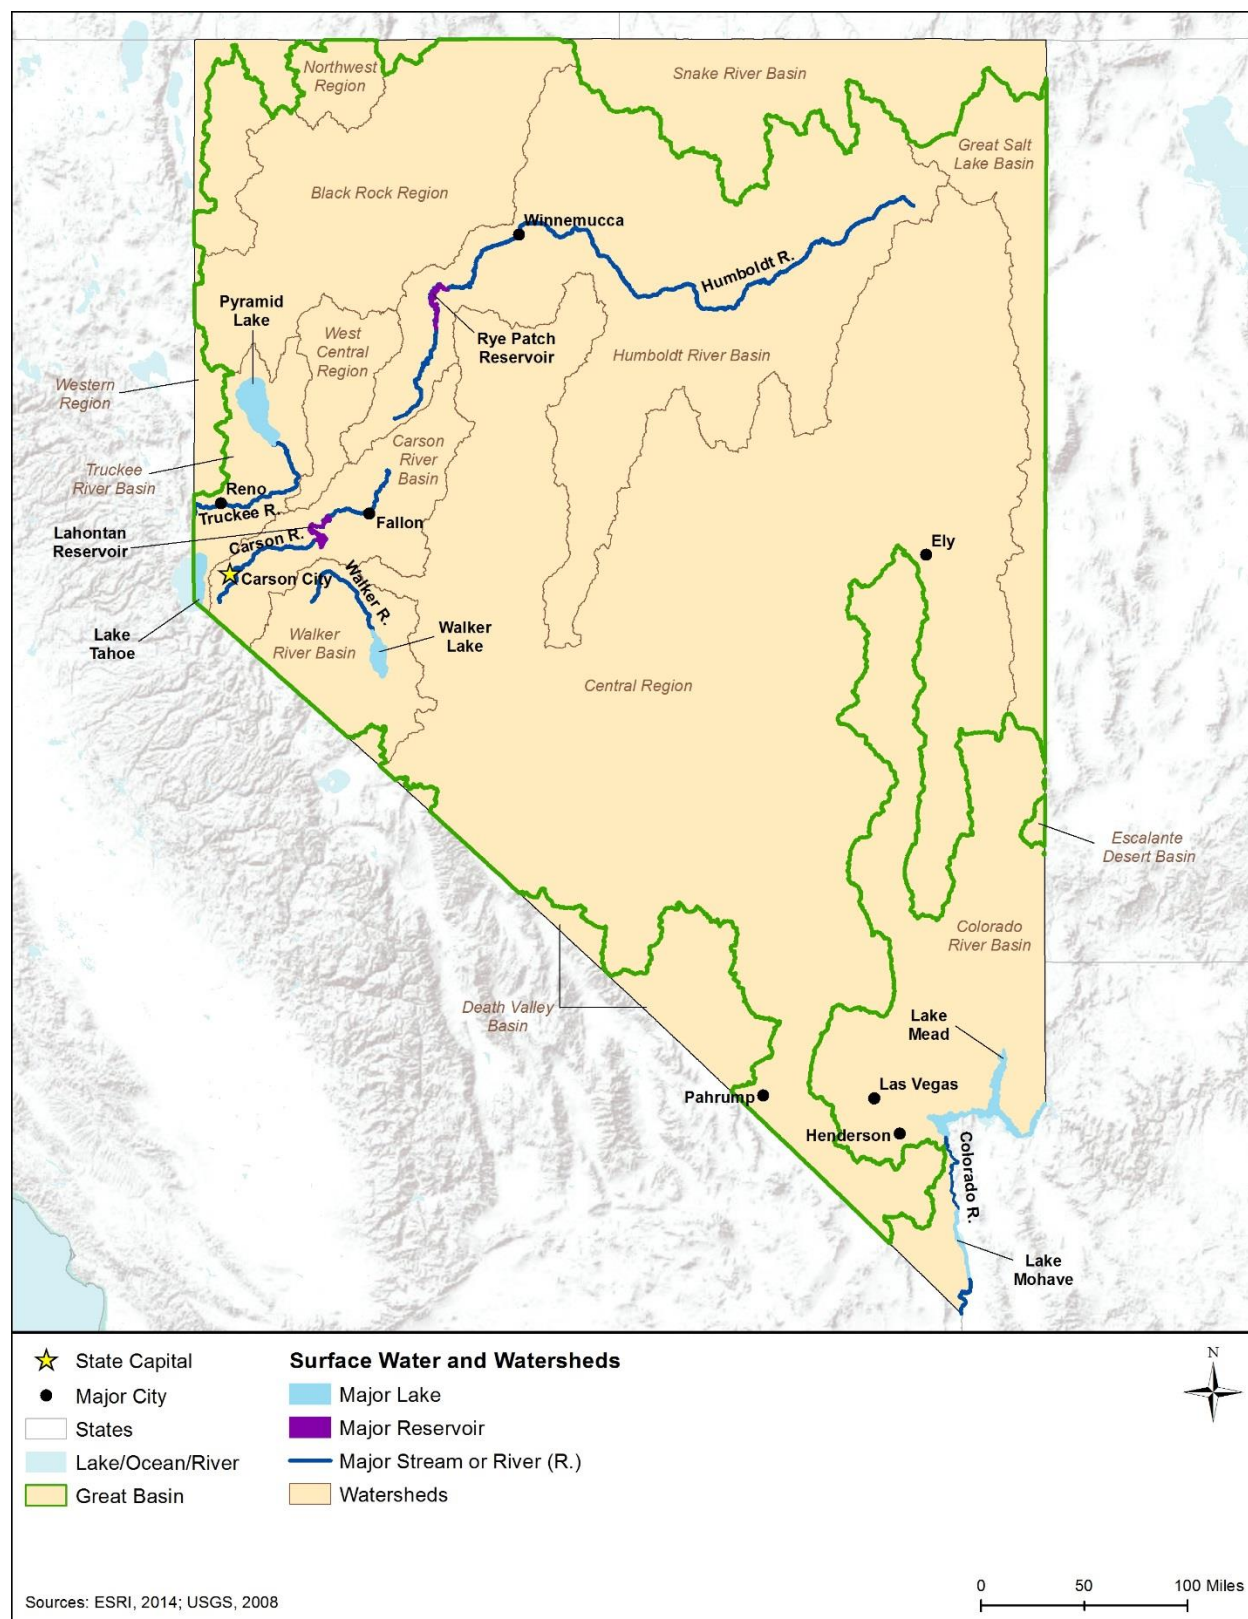 Northwest
Region
Snake River Basin
Great Salt
Lake Basin
Black Rock Region
Winnemucca
Humboldt R.
Pyramid
Lake
West
Central
Region
Rye Patch
Reservoir
Humboldt River Basin
Western
Region
Carson
River
Basin
Truckee
River Basin
Reno
Truckee R.
Fallon
Lahontan
Reservoir
Carson R.
Ely
Carson City
Walker R.
Lake
Tahoe
Walker
River Basin
Walker
Lake
Central Region
Escalante
Desert Basin
Colorado
River Basin
Death Valley
Basin
Lake
Mead
Las Vegas
Pahrump
Henderson
Colorado R.
Lake
Mohave
State Capital
Major City
States
Lake/Ocean/River
Great Basin
Surface Water and Watersheds
Major Lake
Major Reservoir
Major Stream or River (R.)
Watersheds
N
Sources: ESRI, 2014; USGS, 2008
0 50 100 Miles